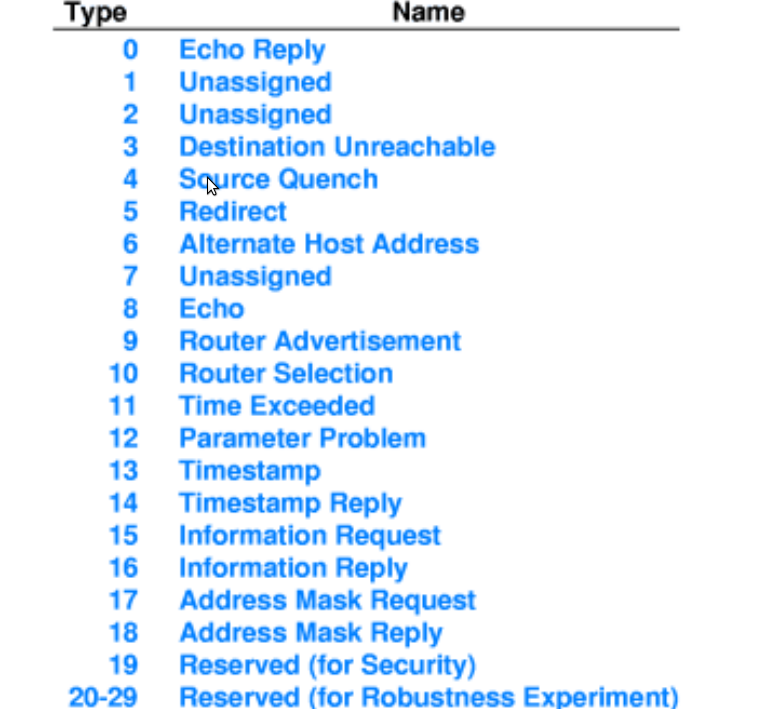 Type Name
0 Echo Reply
1 Unassigned
2 Unassigned
3 Destination Unreachable
4 Source Quench
5 Redirect
6 Alternate Host Address
7 Unassigned
8 Echo
9 Router Advertisement
10 Router Selection
11 Time Exceeded
12 Parameter Problem
13 Timestamp
14 Timestamp Reply
15 Information Request
16 Information Reply
17 Address Mask Request
18 Address Mask Reply
19 Reserved (for Security)
20-29 Reserved (for Robustness Experiment)